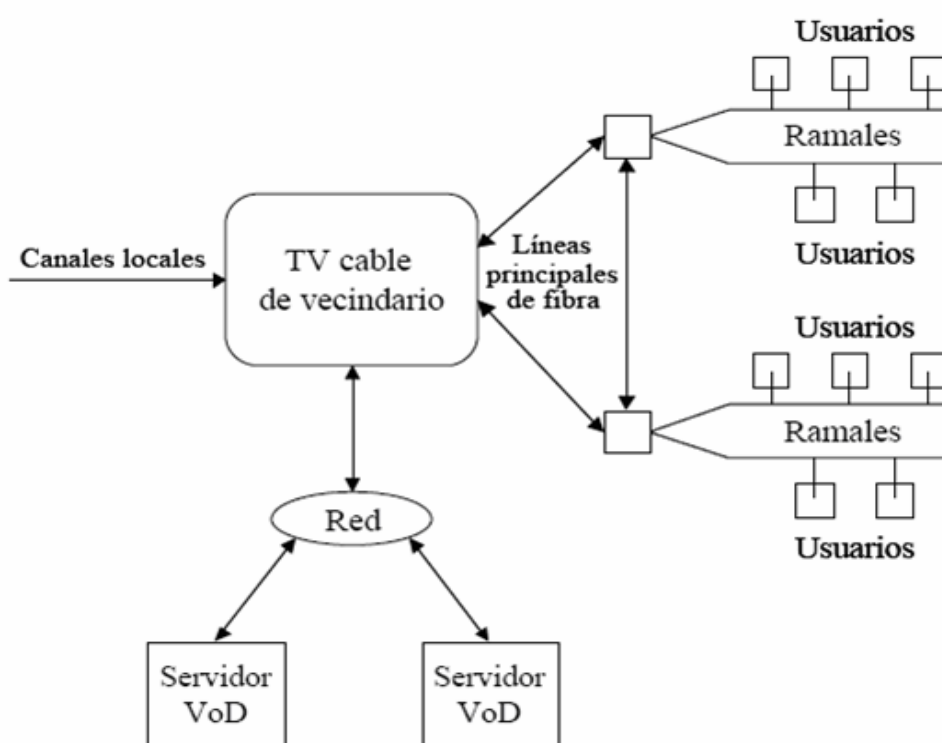 Usuarios
Ramales
Usuarios
Canales locales
TV cable
de vecindario
Líneas
principales
de fibra
Usuarios
Ramales
Usuarios
Red
Servidor
VoD
Servidor
VoD